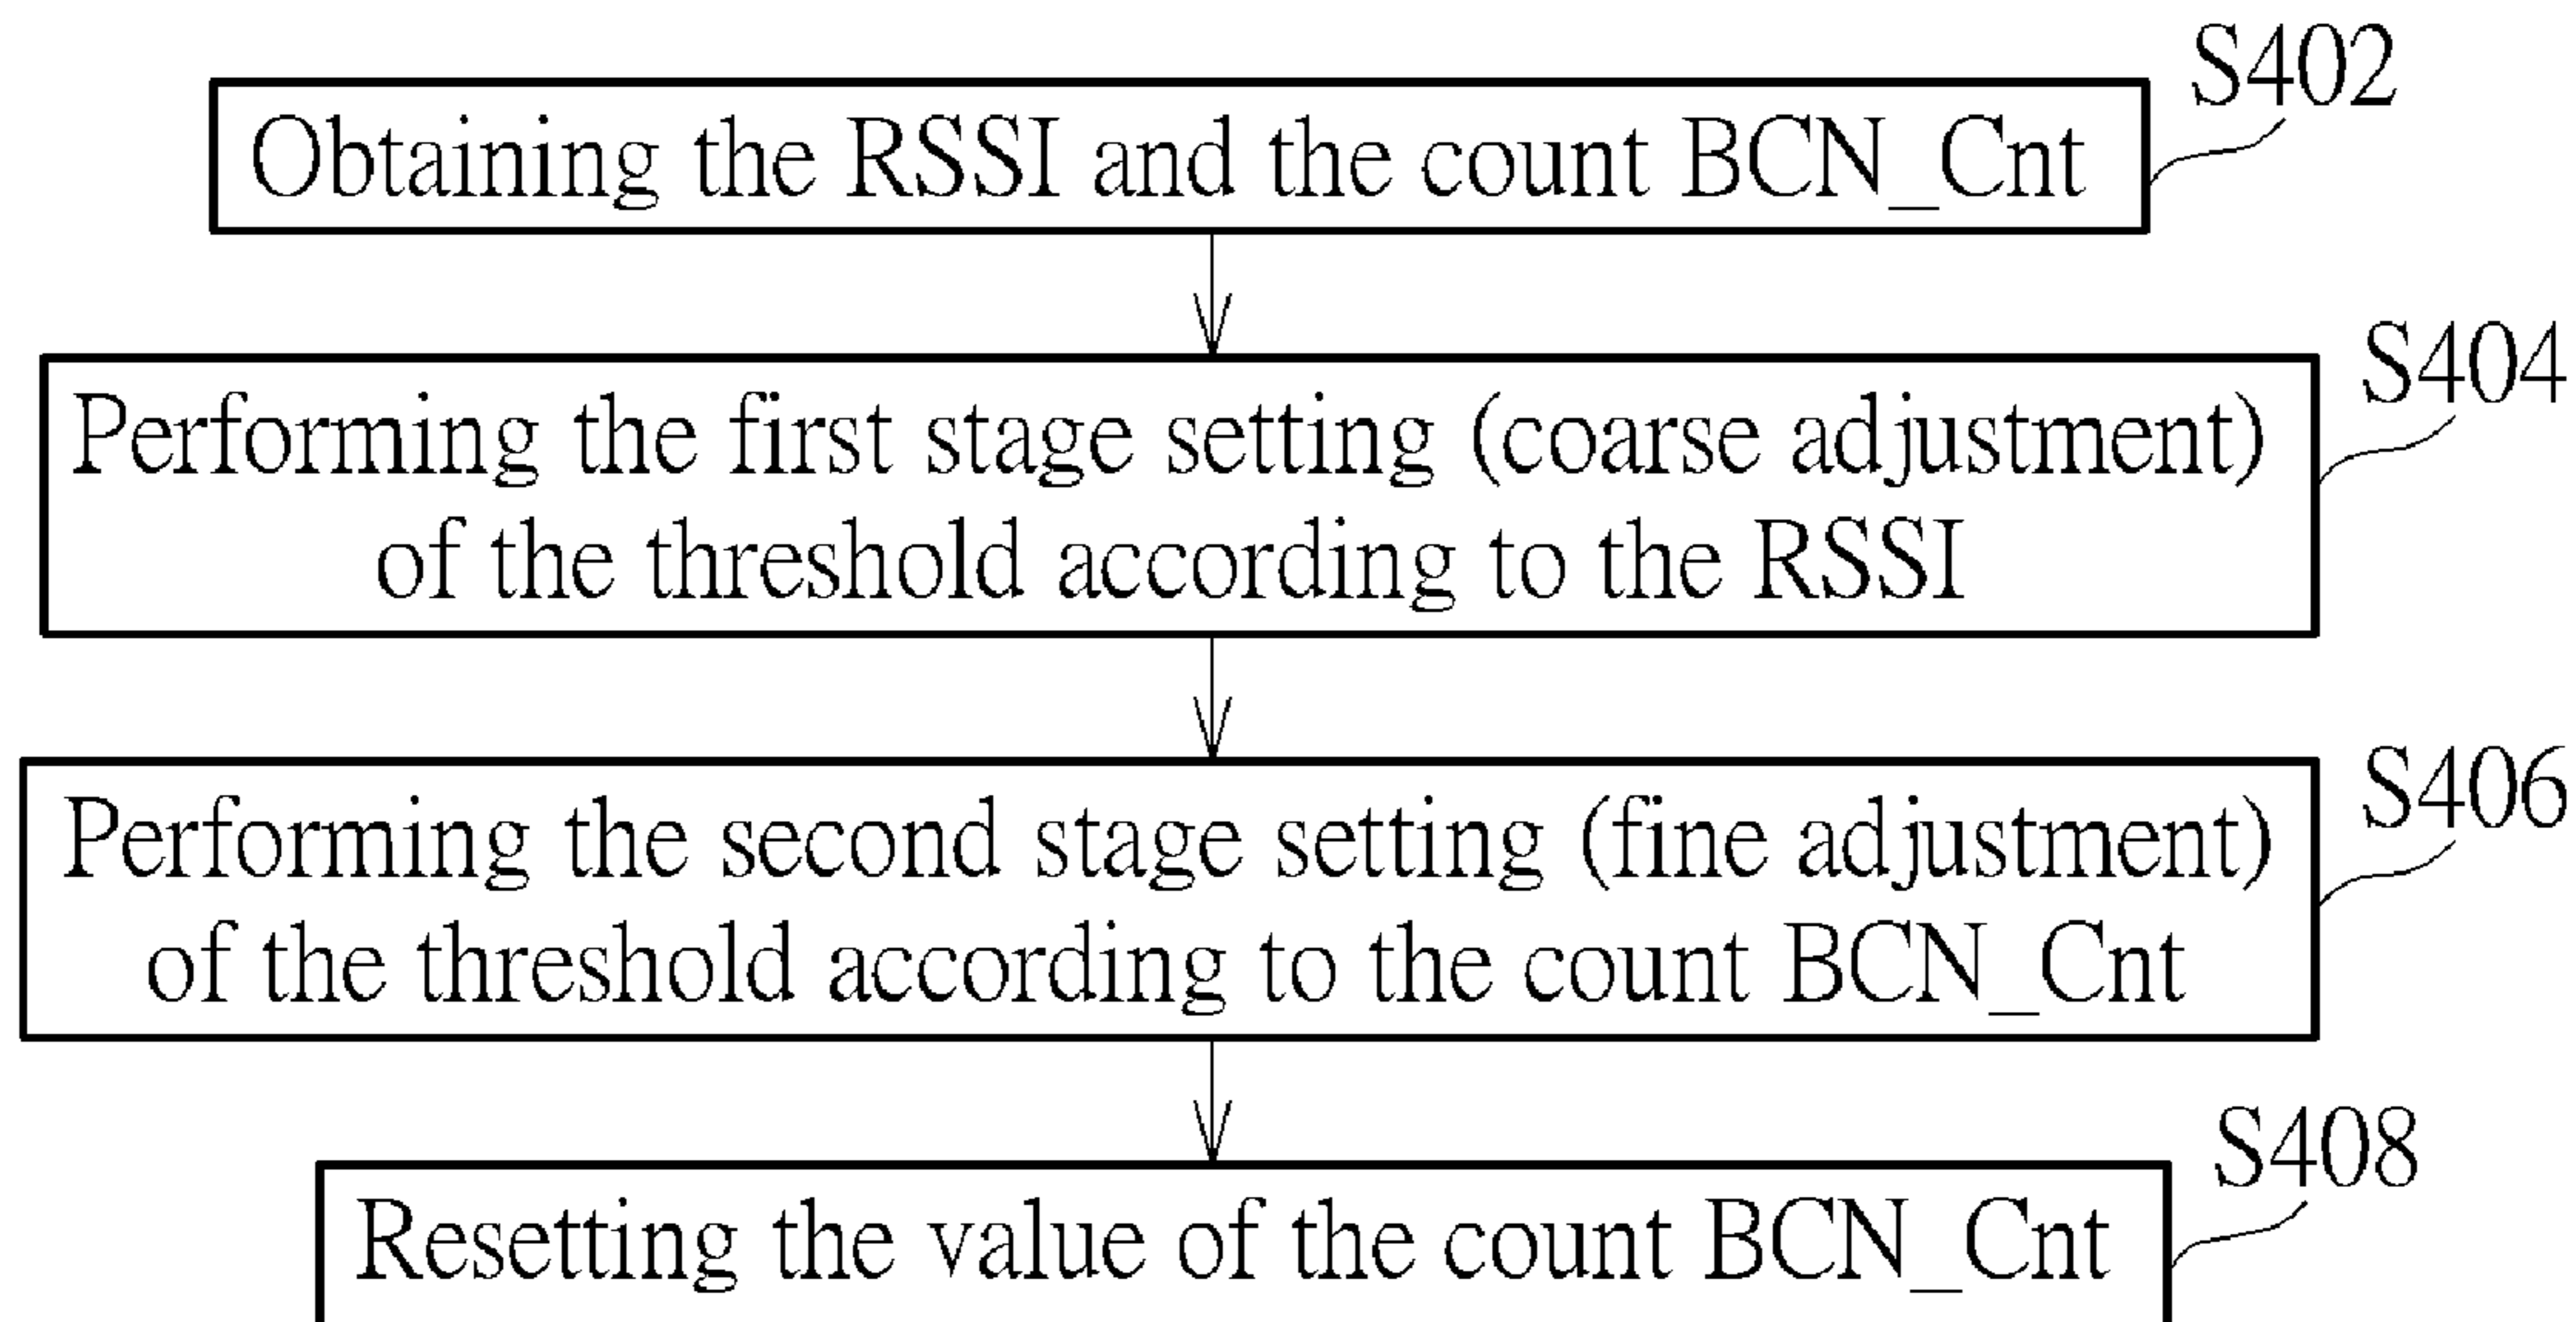 S402
Obtaining the RSSI and the count BCN_Cnt
S404
Performing the first stage setting (coarse adjustment)
of the threshold according to the RSSI
S406
Performing the second stage setting (fine adjustment)
of the threshold according to the count BCN_Cnt
S408
Resetting the value of the count BCN_Cnt